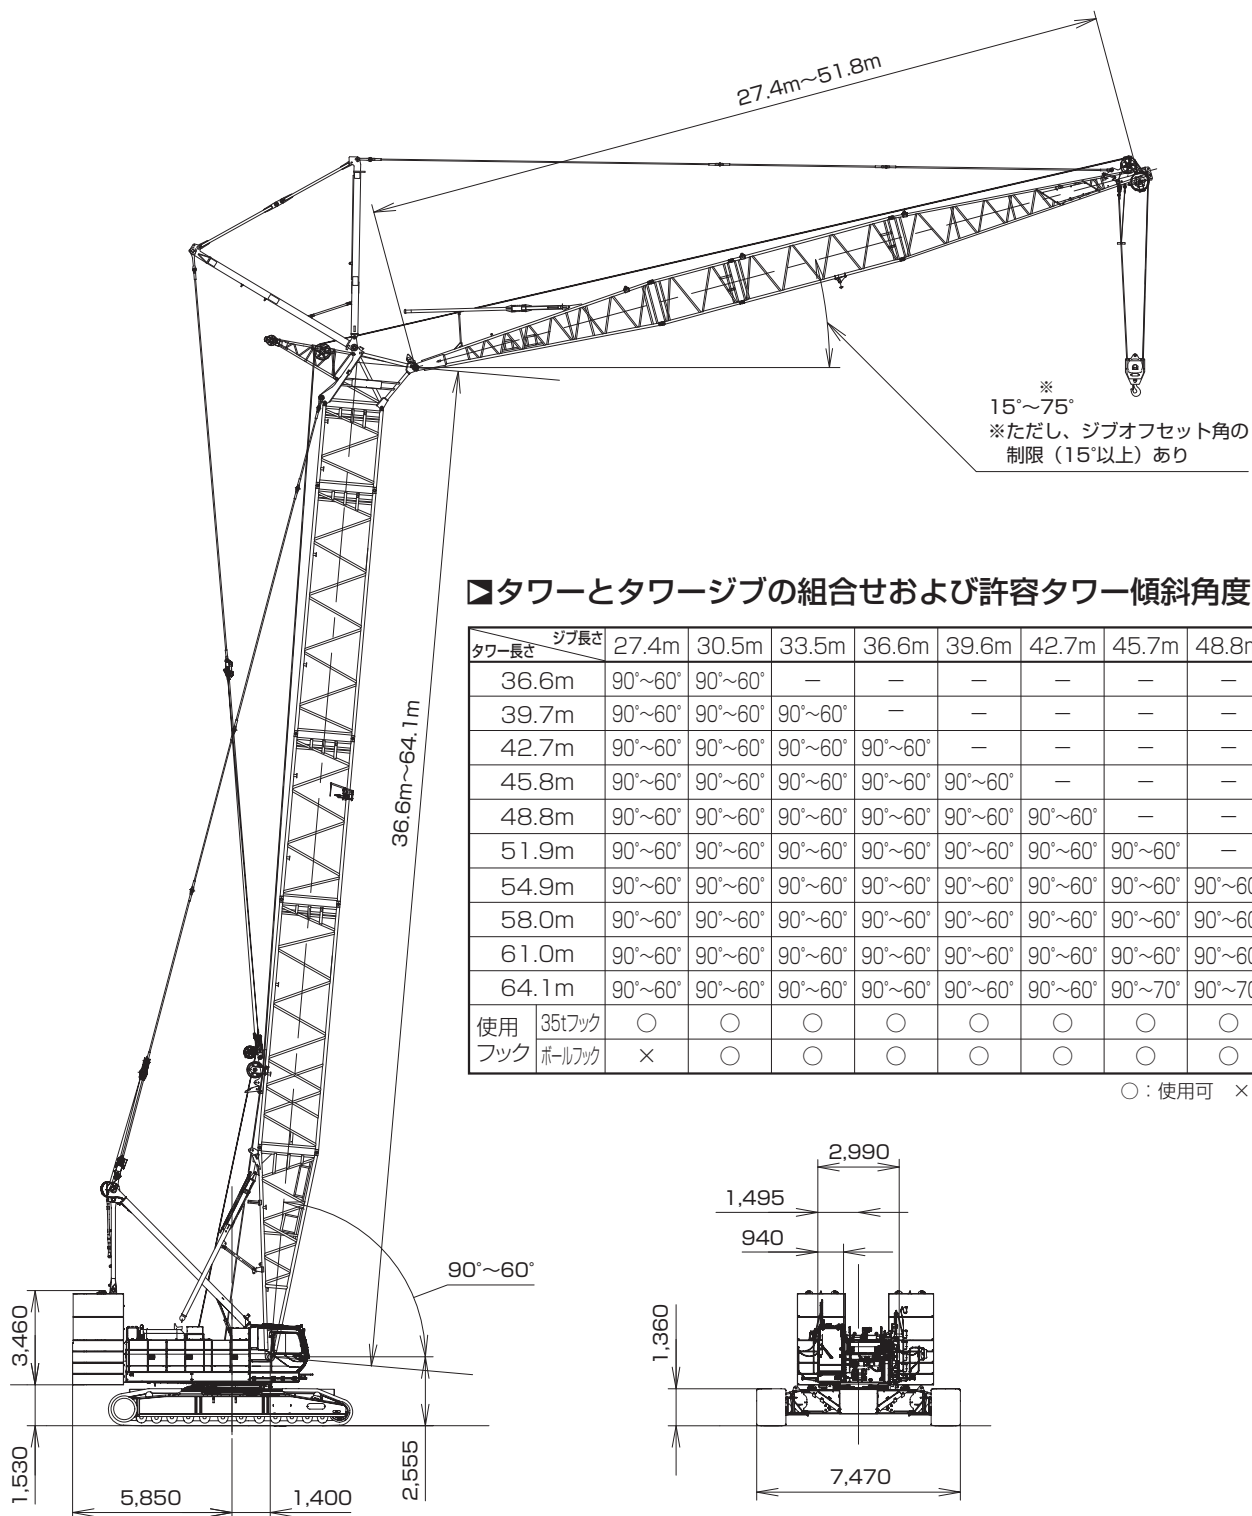 27.4m～51.8m
※
15°～75°
※ただし、ジブオフセット角の
制限（15°以上）あり
36.6m～64.1m
タワーとタワージブの組合せおよび許容タワー傾斜角度
タワー長さ ジブ長さ 27.4m 30.5m 33.5m 36.6m 39.6m 42.7m 45.7m 48.8m
36.6m 90°～60° 90°～60° － － － － － －
39.7m 90°～60° 90°～60° 90°～60° － － － － －
42.7m 90°～60° 90°～60° 90°～60° 90°～60° － － － －
45.8m 90°～60° 90°～60° 90°～60° 90°～60° 90°～60° － － －
48.8m 90°～60° 90°～60° 90°～60° 90°～60° 90°～60° 90°～60° － －
51.9m 90°～60° 90°～60° 90°～60° 90°～60° 90°～60° 90°～60° 90°～60° －
54.9m 90°～60° 90°～60° 90°～60° 90°～60° 90°～60° 90°～60° 90°～60° 90°～60
58.0m 90°～60° 90°～60° 90°～60° 90°～60° 90°～60° 90°～60° 90°～60° 90°～60
61.0m 90°～60° 90°～60° 90°～60° 90°～60° 90°～60° 90°～60° 90°～60° 90°～60
64.1m 90°～60° 90°～60° 90°～60° 90°～60° 90°～60° 90°～60° 90°～70° 90°～70
使用フック 35tフック ○ ○ ○ ○ ○ ○ ○ ○
ボールフック × ○ ○ ○ ○ ○ ○ ○
○：使用可 ×
90°～60°
3,460
1,530
5,850
1,400
2,555
2,990
1,495
940
1,360
7,470